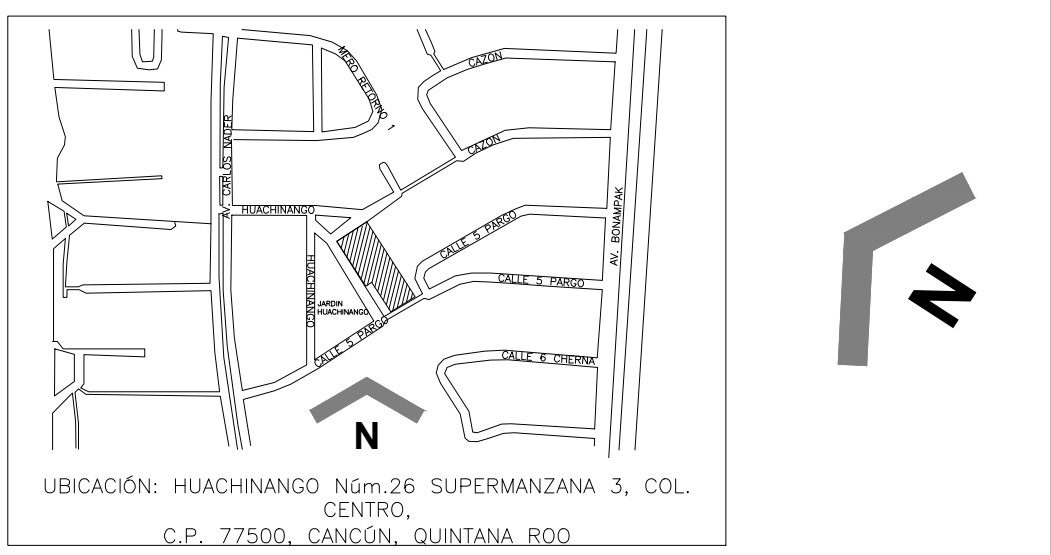 MERO RETORNO 1
CAZON
CAZON
AV. CARLOS NADER
HUACHINANGO
CALLE 5 PARGO
AV. BONAMPAK
HUACHINANGO
CALLE 5 PARGO
JARDIN
HUACHINANGO
CALLE 5 PARGO
CALLE 6 CHERNA
N
N
UBICACIÓN: HUACHINANGO Núm.26 SUPERMANZANA 3, COL.
CENTRO,
C.P. 77500, CANCÚN, QUINTANA ROO